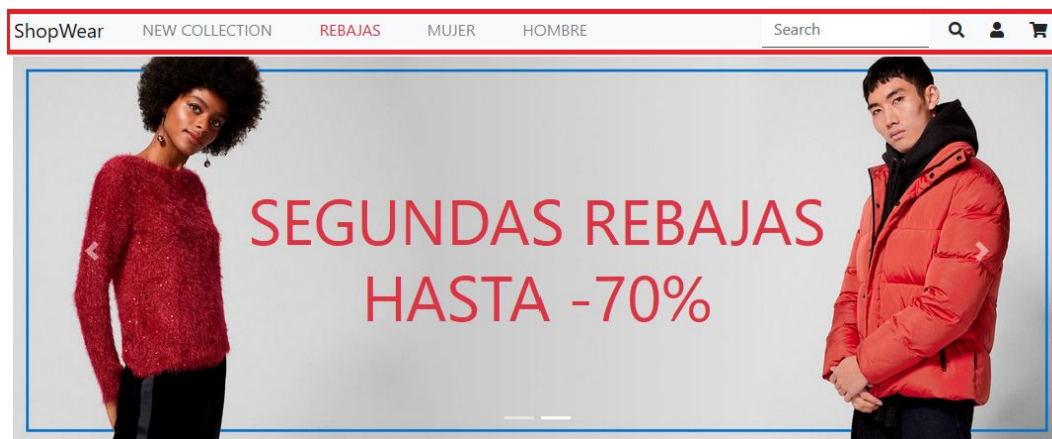 ShopWear NEW COLLECTION REBAJAS MUJER HOMBRE Search
SEGUNDAS REBAJAS
HASTA -70%